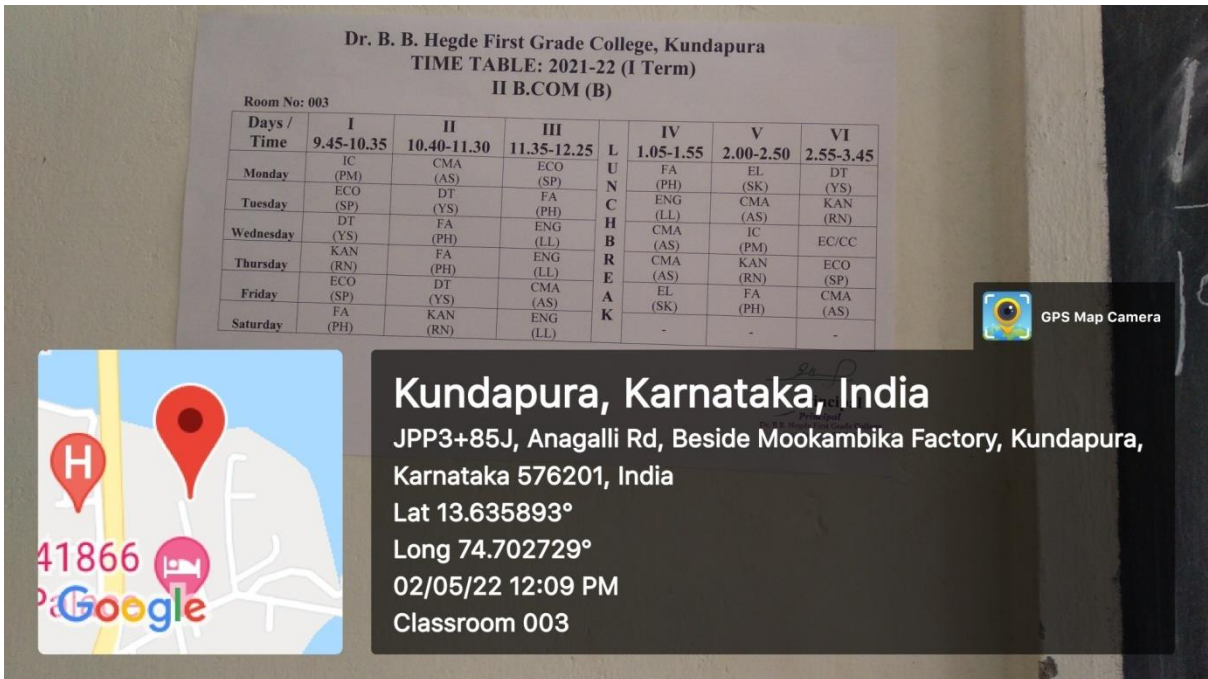 Dr. B. B. Hegde First Grade College, Kundapura
TIME TABLE: 2021-22 (I Term)
II B.COM (B)
Room No: 003
Days / Time I 9.45-10.35 II 10.40-11.30 III 11.35-12.25 LUNCH BREAK IV 1.05-1.55 V 2.00-2.50 VI 2.55-3.45
Monday IC (PM) CMA (AS) ECO (SP) FA (PH) EL (SK) DT (YS)
Tuesday ECO (SP) DT (YS) FA (PH) ENG (LL) CMA (AS) KAN (RN)
Wednesday DT (YS) FA (PH) ENG (LL) CMA (AS) IC (PM) EC/CC
Thursday KAN (RN) FA (PH) ENG (LL) CMA (AS) KAN (RN) ECO (SP)
Friday ECO (SP) DT (YS) CMA (AS) EL (SK) FA (PH) CMA (AS)
Saturday FA (PH) KAN (RN) ENG (LL) - - -
Principal
Dr. B.B. Hegde First Grade College
GPS Map Camera
Kundapura, Karnataka, India
JPP3+85J, Anagalli Rd, Beside Mookambika Factory, Kundapura,
Karnataka 576201, India
Lat 13.635893°
Long 74.702729°
02/05/22 12:09 PM
Classroom 003
H
41866
Google